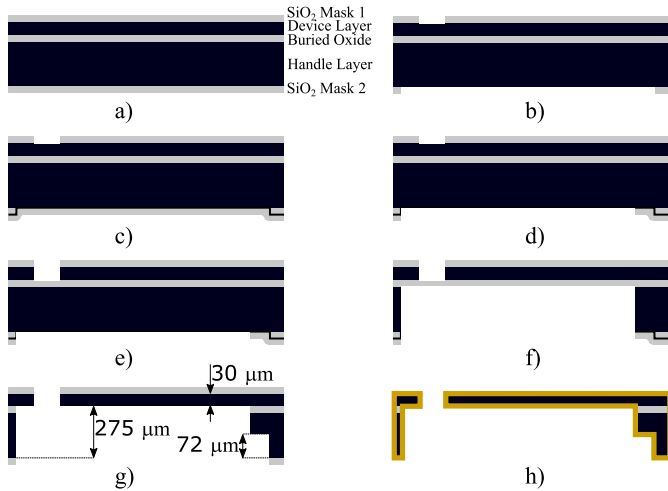 SiO₂ Mask 1
Device Layer
Buried Oxide
Handle Layer
SiO₂ Mask 2
a)
b)
c)
d)
e)
f)
30 μm
275 μm
72 μm
g)
h)